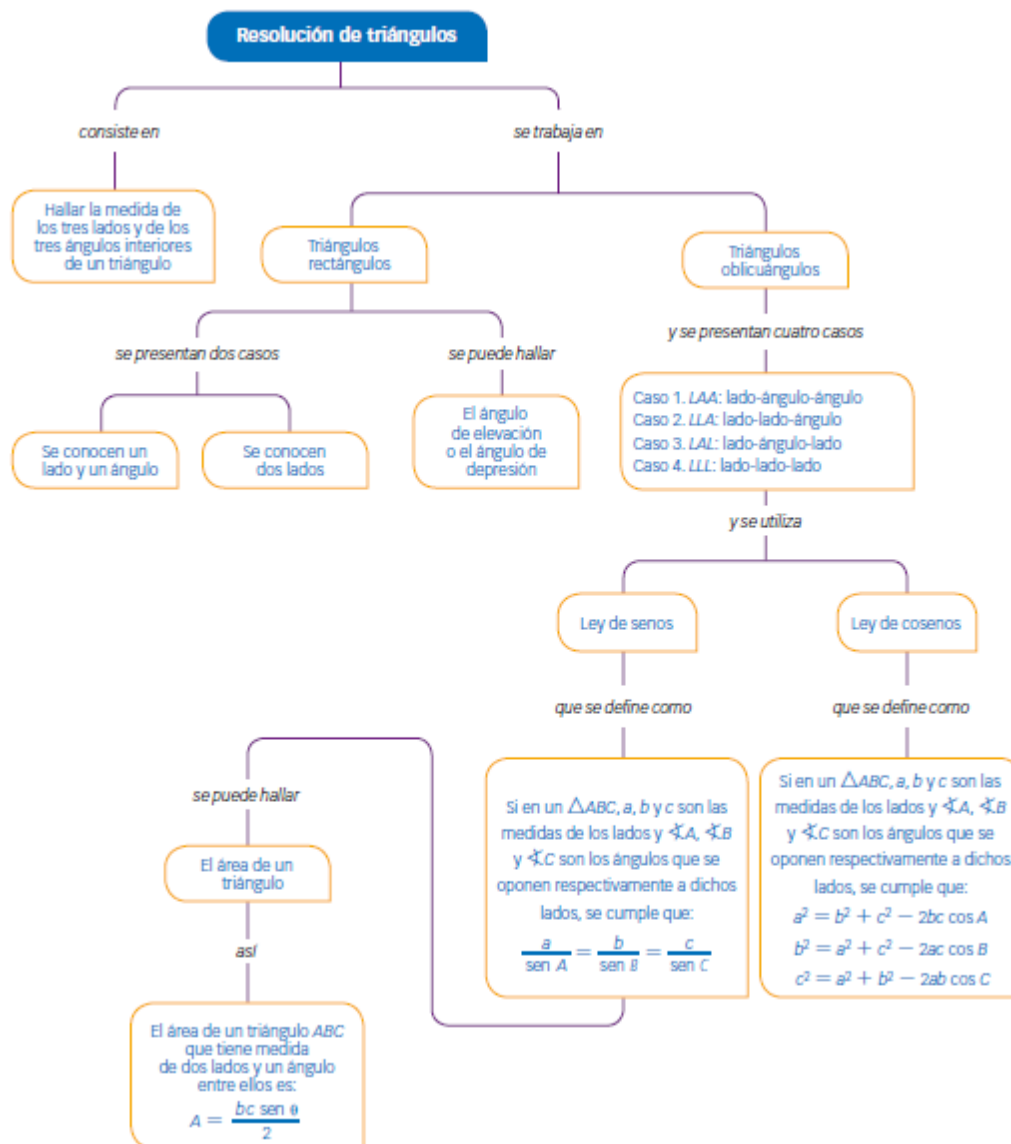 Resolución de triángulos
consiste en
se trabaja en
Hallar la medida de
los tres lados y de los
tres ángulos interiores
de un triángulo
Triángulos
rectángulos
Triángulos
oblicuángulos
se presentan dos casos
se puede hallar
y se presentan cuatro casos
Se conocen un
lado y un ángulo
Se conocen
dos lados
El ángulo
de elevación
o el ángulo de
depresión
Caso 1. LAA: lado-ángulo-ángulo
Caso 2. LLA: lado-lado-ángulo
Caso 3. LAL: lado-ángulo-lado
Caso 4. LLL: lado-lado-lado
y se utiliza
Ley de senos
Ley de cosenos
que se define como
que se define como
Si en un △ABC, a, b y c son las
medidas de los lados y ∢A, ∢B
y ∢C son los ángulos que se
oponen respectivamente a dichos
lados, se cumple que:
a / sen A = b / sen B = c / sen C
Si en un △ABC, a, b y c son las
medidas de los lados y ∢A, ∢B
y ∢C son los ángulos que se
oponen respectivamente a dichos
lados, se cumple que:
a² = b² + c² − 2bc cos A
b² = a² + c² − 2ac cos B
c² = a² + b² − 2ab cos C
se puede hallar
El área de un
triángulo
así
El área de un triángulo ABC
que tiene medida
de dos lados y un ángulo
entre ellos es:
A = bc sen θ / 2